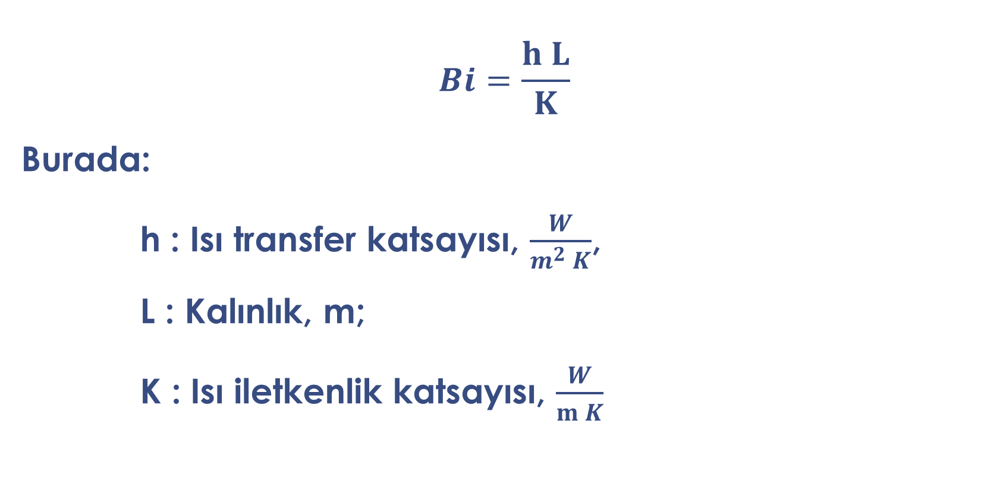 Bi = h L / K
Burada:
h : Isı transfer katsayısı, W / m² K,
L : Kalınlık, m;
K : Isı iletkenlik katsayısı, W / m K